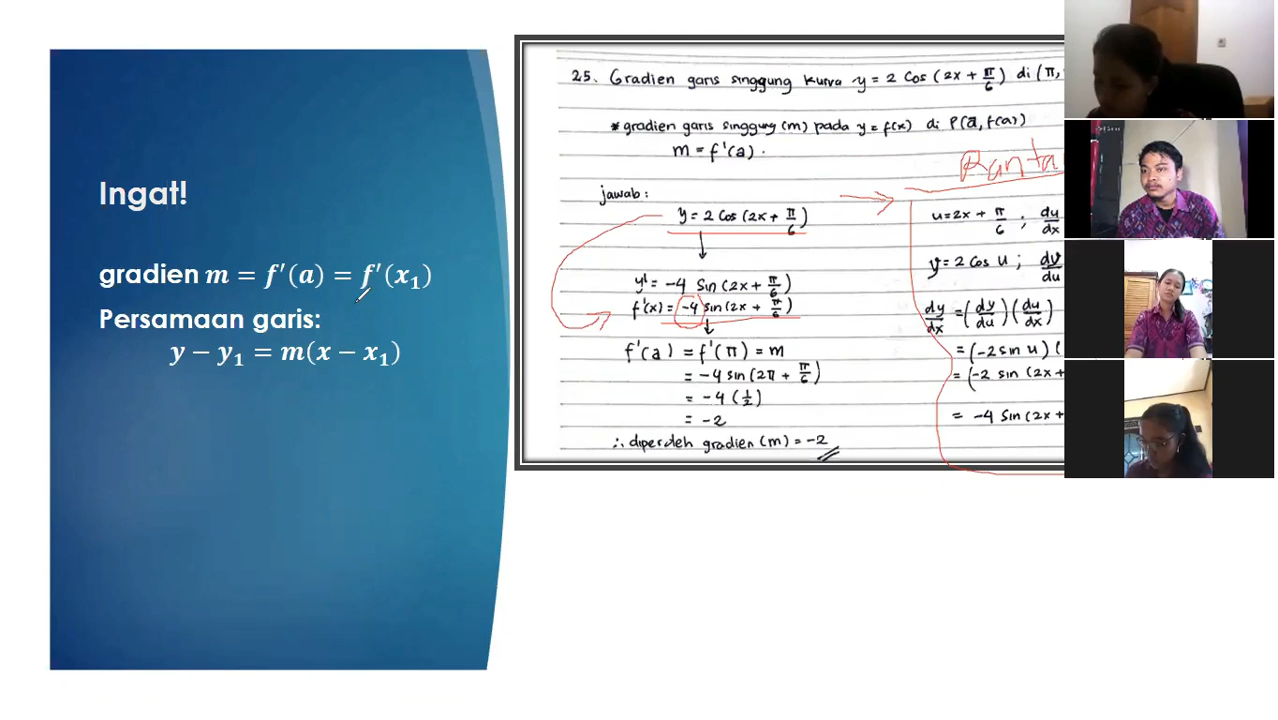 Ingat!
gradien m = f′(a) = f′(x₁)
Persamaan garis:
y − y₁ = m(x − x₁)
25. Gradien garis singgung kurva y = 2 Cos (2x + π/6) di (π,
* gradien garis singgung (m) pada y = f(x) di P(a, f(a))
m = f'(a).
Ranta
jawab:
y = 2 Cos (2x + π/6)
y' = -4 Sin (2x + π/6)
f'(x) = -4 sin (2x + π/6)
f'(a) = f'(π) = m
= -4 sin (2π + π/6)
= -4 (1/2)
= -2
∴ diperoleh gradien (m) = -2
u = 2x + π/6 ; du/dx
y = 2 Cos u ; dy/du
dy/dx = (dy/du) (du/dx)
= (-2 sin u) (
= (-2 sin (2x +
= -4 Sin (2x +